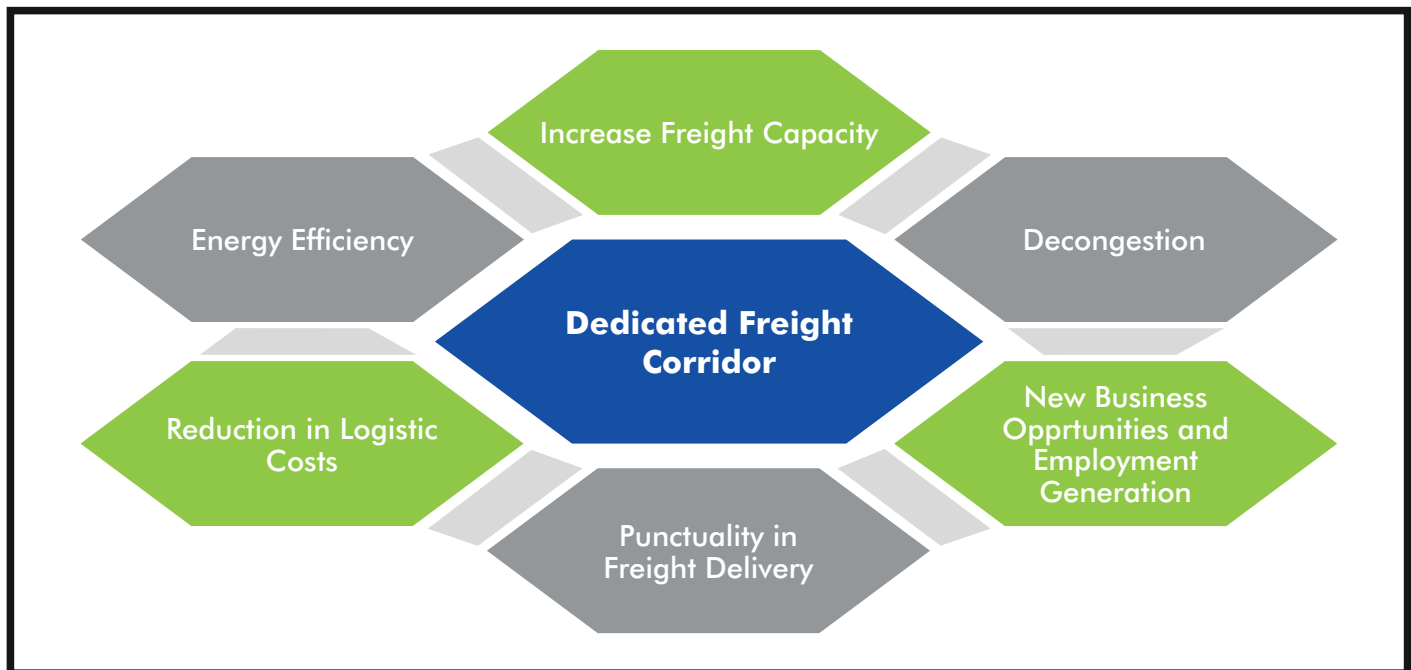 Increase Freight Capacity
Energy Efficiency
Decongestion
Dedicated Freight
Corridor
Reduction in Logistic
Costs
New Business
Opprtunities and
Employment
Generation
Punctuality in
Freight Delivery